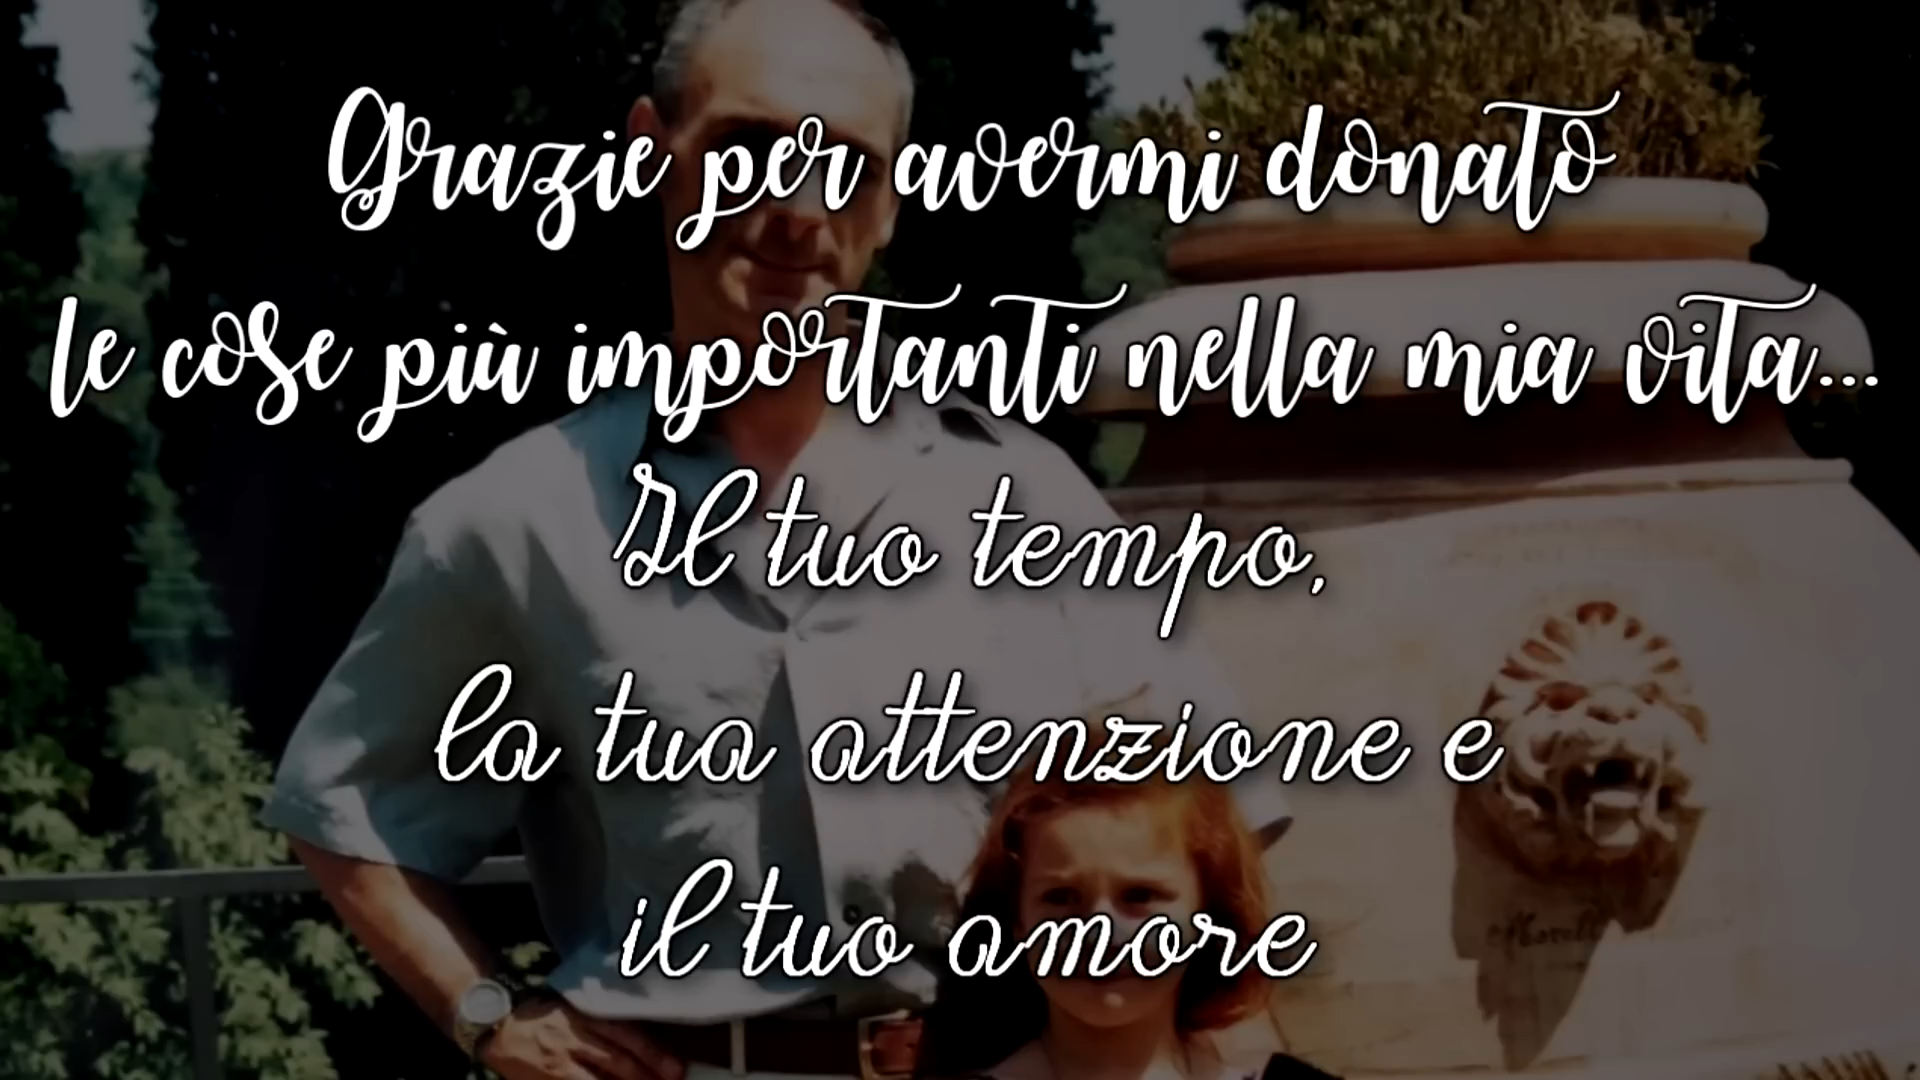 Grazie per avermi donato
le cose più importanti nella mia vita...
Il tuo tempo,
la tua attenzione e
il tuo amore